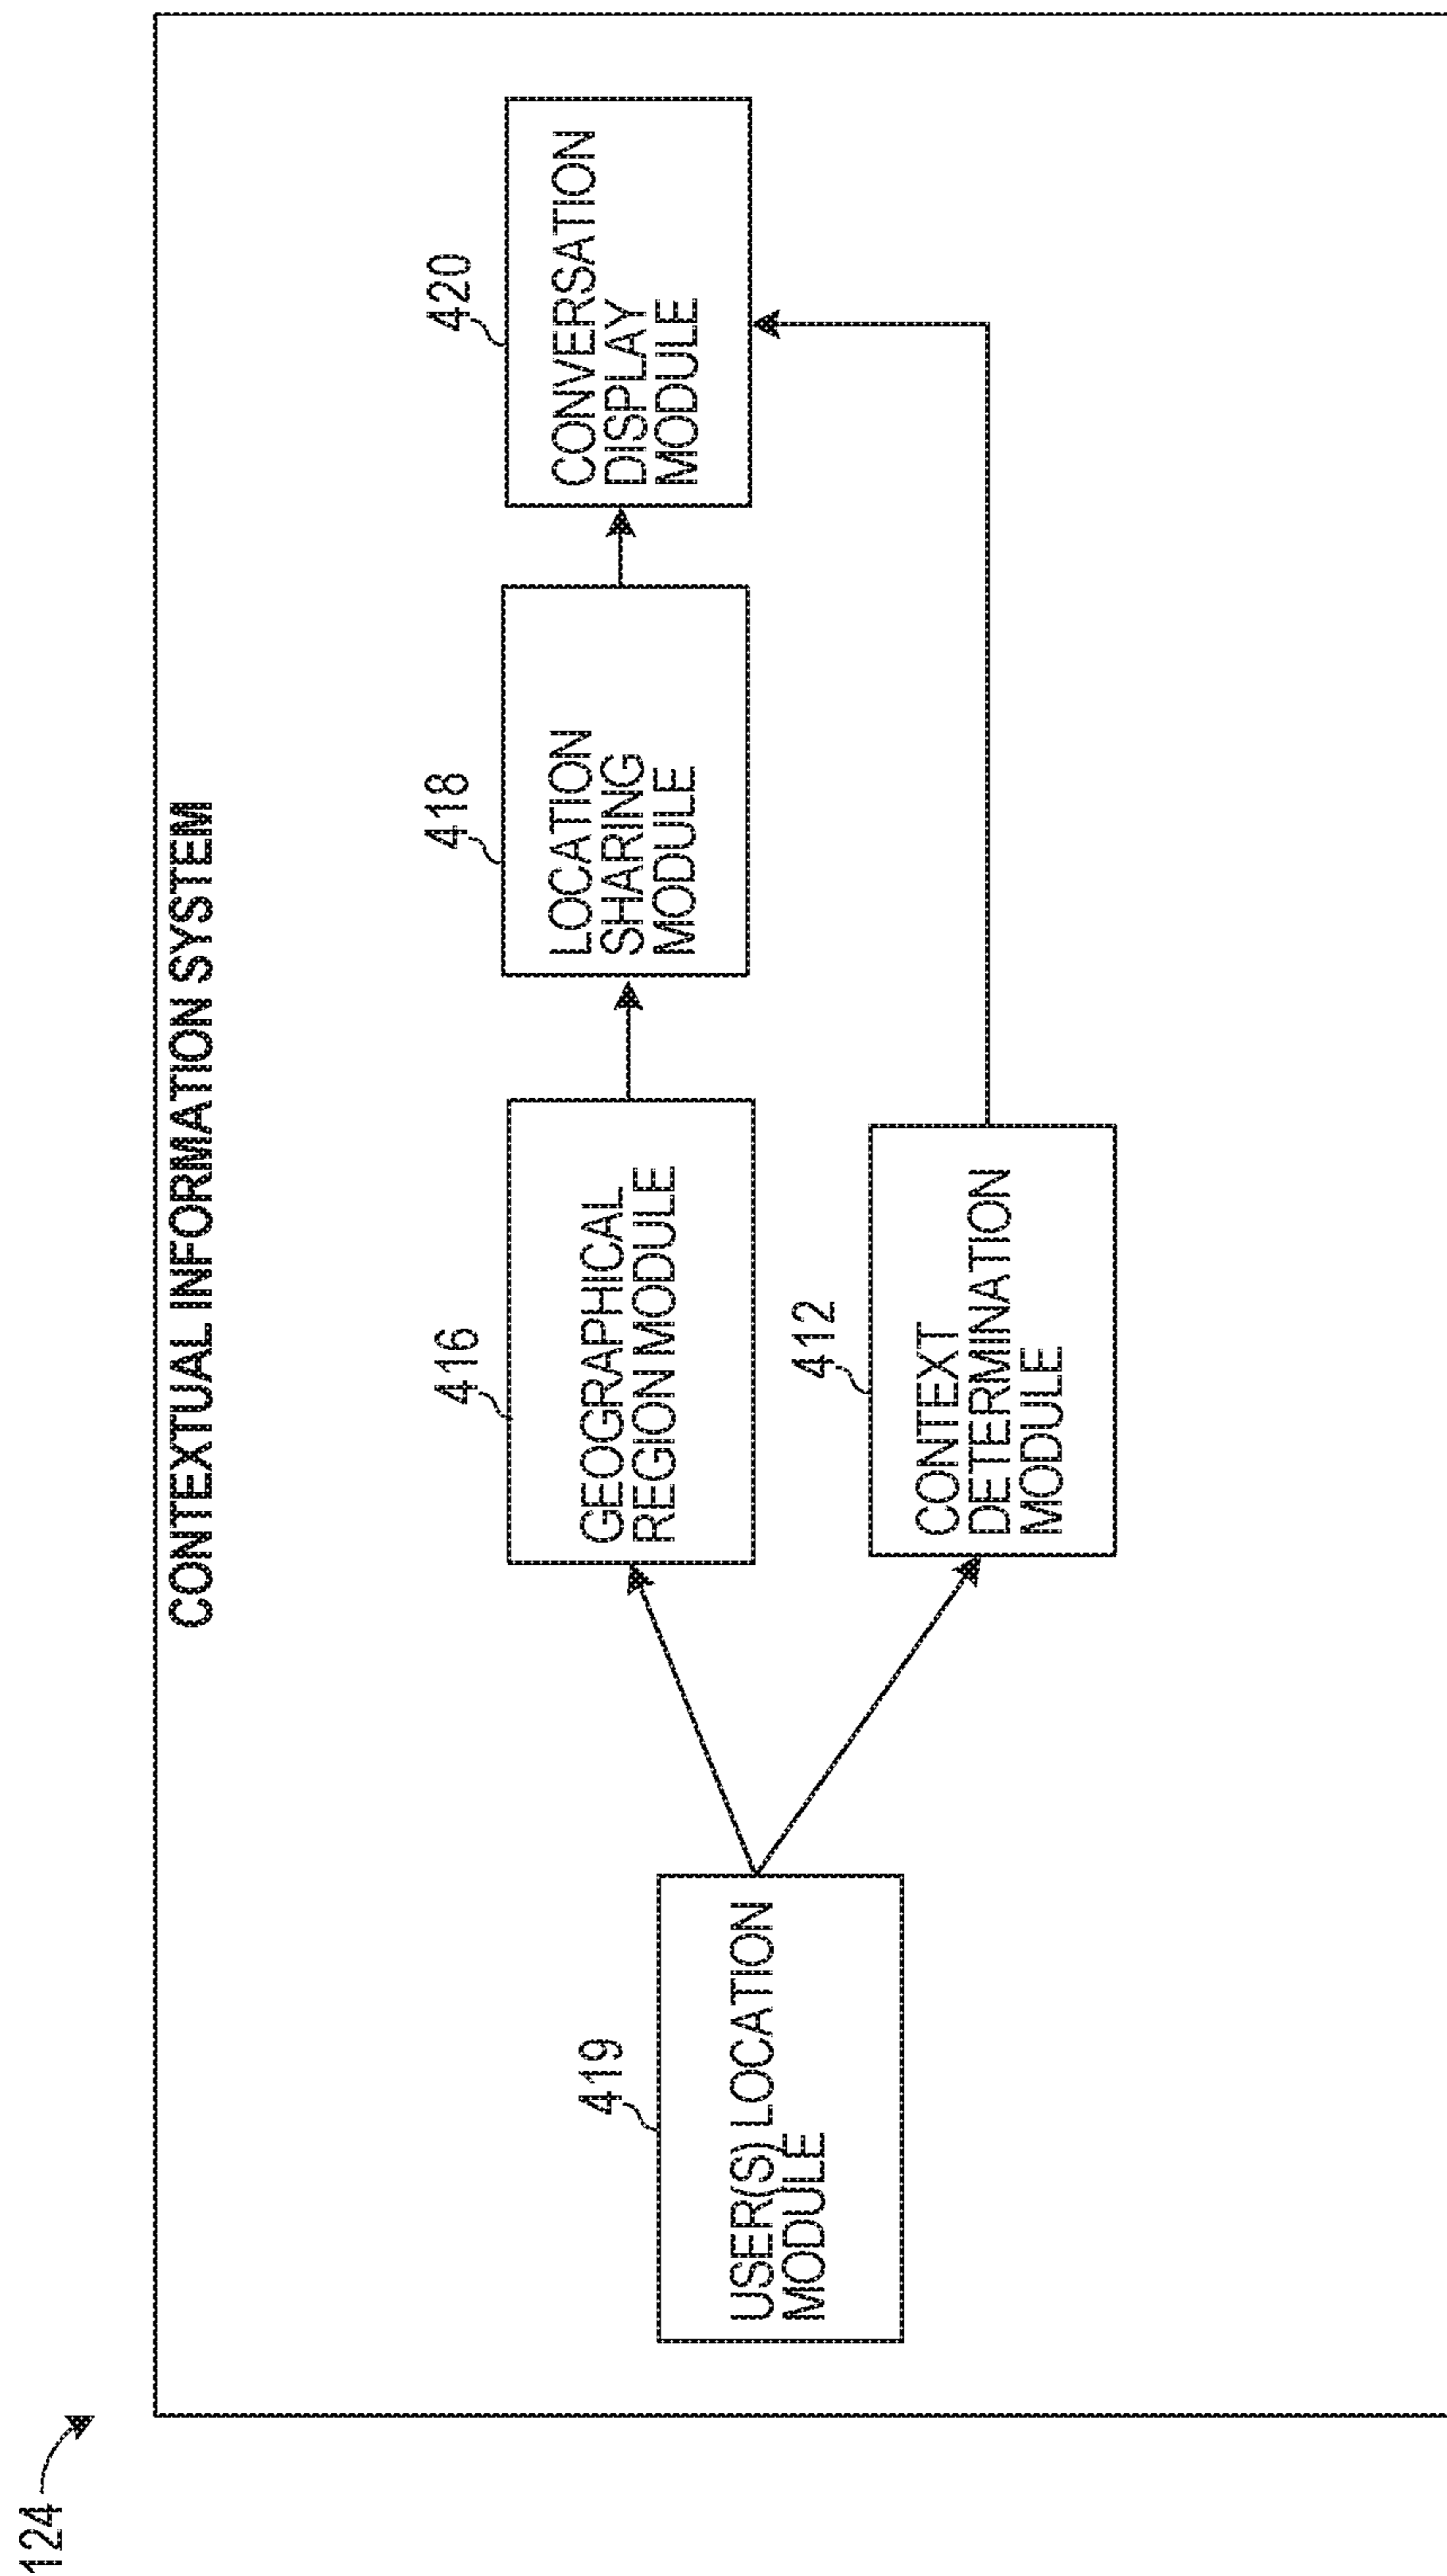 124
CONTEXTUAL INFORMATION SYSTEM
419
USER(S) LOCATION
MODULE
416
GEOGRAPHICAL
REGION MODULE
418
LOCATION
SHARING
MODULE
420
CONVERSATION
DISPLAY
MODULE
412
CONTEXT
DETERMINATION
MODULE